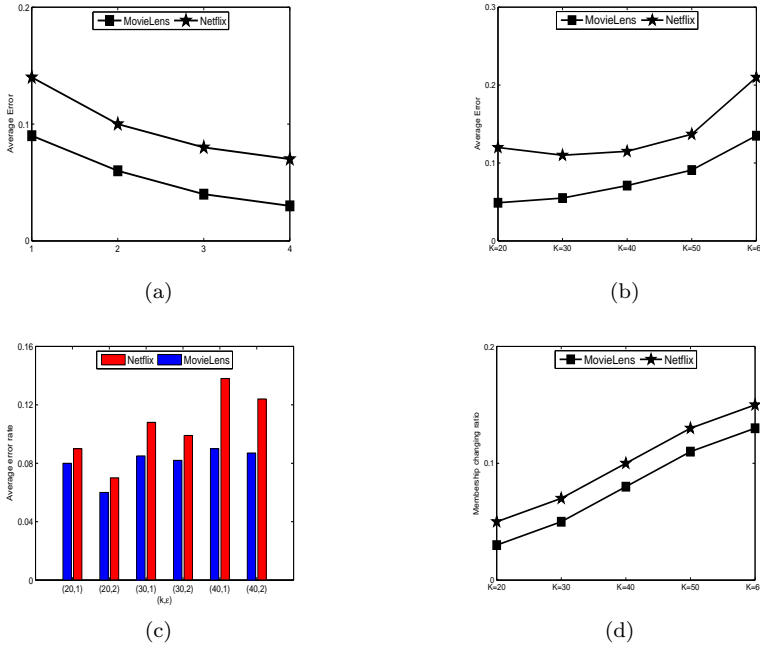 0.2
MovieLens Netflix
Average Error
0.1
0
1 2 3 4
(a)
0.3
MovieLens Netflix
Average Error
0.2
0.1
0
K=20 K=30 K=40 K=50 K=6
(b)
0.16
Netflix MovieLens
Average error rate
0.12
0.08
0.04
0
(20,1) (20,2) (30,1) (30,2) (40,1) (40,2)
(k,ε)
(c)
0.2
MovieLens Netflix
Membership changing ratio
0.1
0
K=20 K=30 K=40 K=50 K=6
(d)